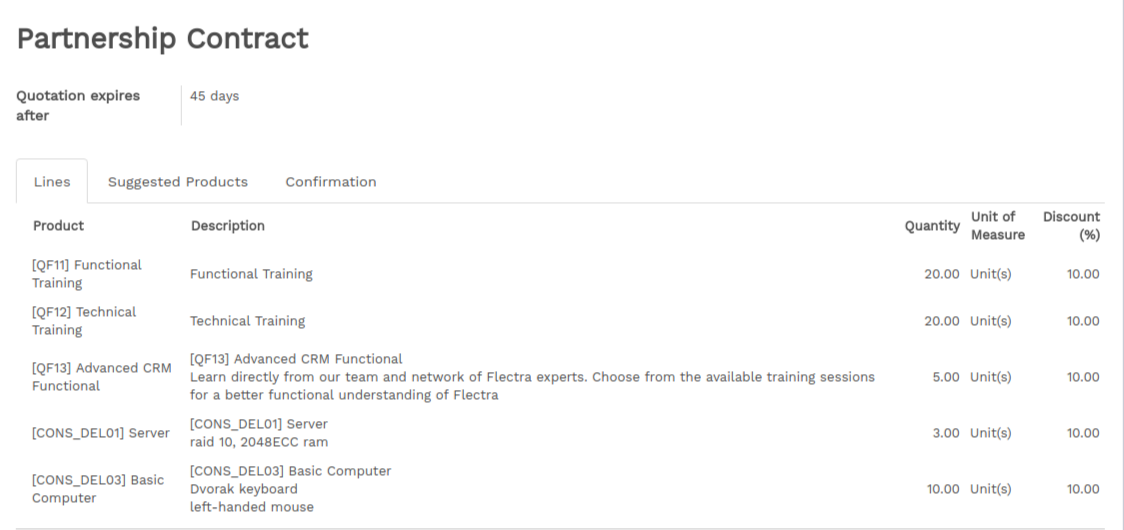 Partnership Contract
Quotation expires
after
45 days
Lines
Suggested Products
Confirmation
Product
Description
Quantity
Unit of
Measure
Discount
(%)
[QF11] Functional
Training
Functional Training
20.00
Unit(s)
10.00
[QF12] Technical
Training
Technical Training
20.00
Unit(s)
10.00
[QF13] Advanced CRM
Functional
[QF13] Advanced CRM Functional
Learn directly from our team and network of Flectra experts. Choose from the available training sessions
for a better functional understanding of Flectra
5.00
Unit(s)
10.00
[CONS_DEL01] Server
[CONS_DEL01] Server
raid 10, 2048ECC ram
3.00
Unit(s)
10.00
[CONS_DEL03] Basic
Computer
[CONS_DEL03] Basic Computer
Dvorak keyboard
left-handed mouse
10.00
Unit(s)
10.00